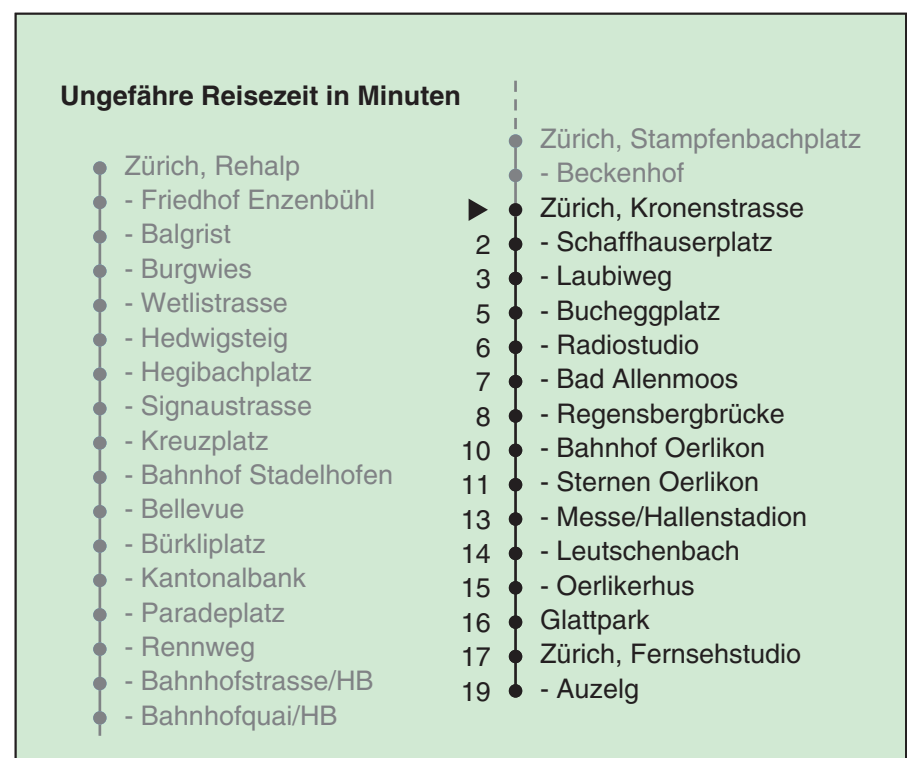 Ungefähre Reisezeit in Minuten
Zürich, Rehalp
- Friedhof Enzenbühl
- Balgrist
- Burgwies
- Wetlistrasse
- Hedwigsteig
- Hegibachplatz
- Signaustrasse
- Kreuzplatz
- Bahnhof Stadelhofen
- Bellevue
- Bürkliplatz
- Kantonalbank
- Paradeplatz
- Rennweg
- Bahnhofstrasse/HB
- Bahnhofquai/HB
Zürich, Stampfenbachplatz
- Beckenhof
Zürich, Kronenstrasse
2 - Schaffhauserplatz
3 - Laubiweg
5 - Bucheggplatz
6 - Radiostudio
7 - Bad Allenmoos
8 - Regensbergbrücke
10 - Bahnhof Oerlikon
11 - Sternen Oerlikon
13 - Messe/Hallenstadion
14 - Leutschenbach
15 - Oerlikerhus
16 Glattpark
17 Zürich, Fernsehstudio
19 - Auzelg